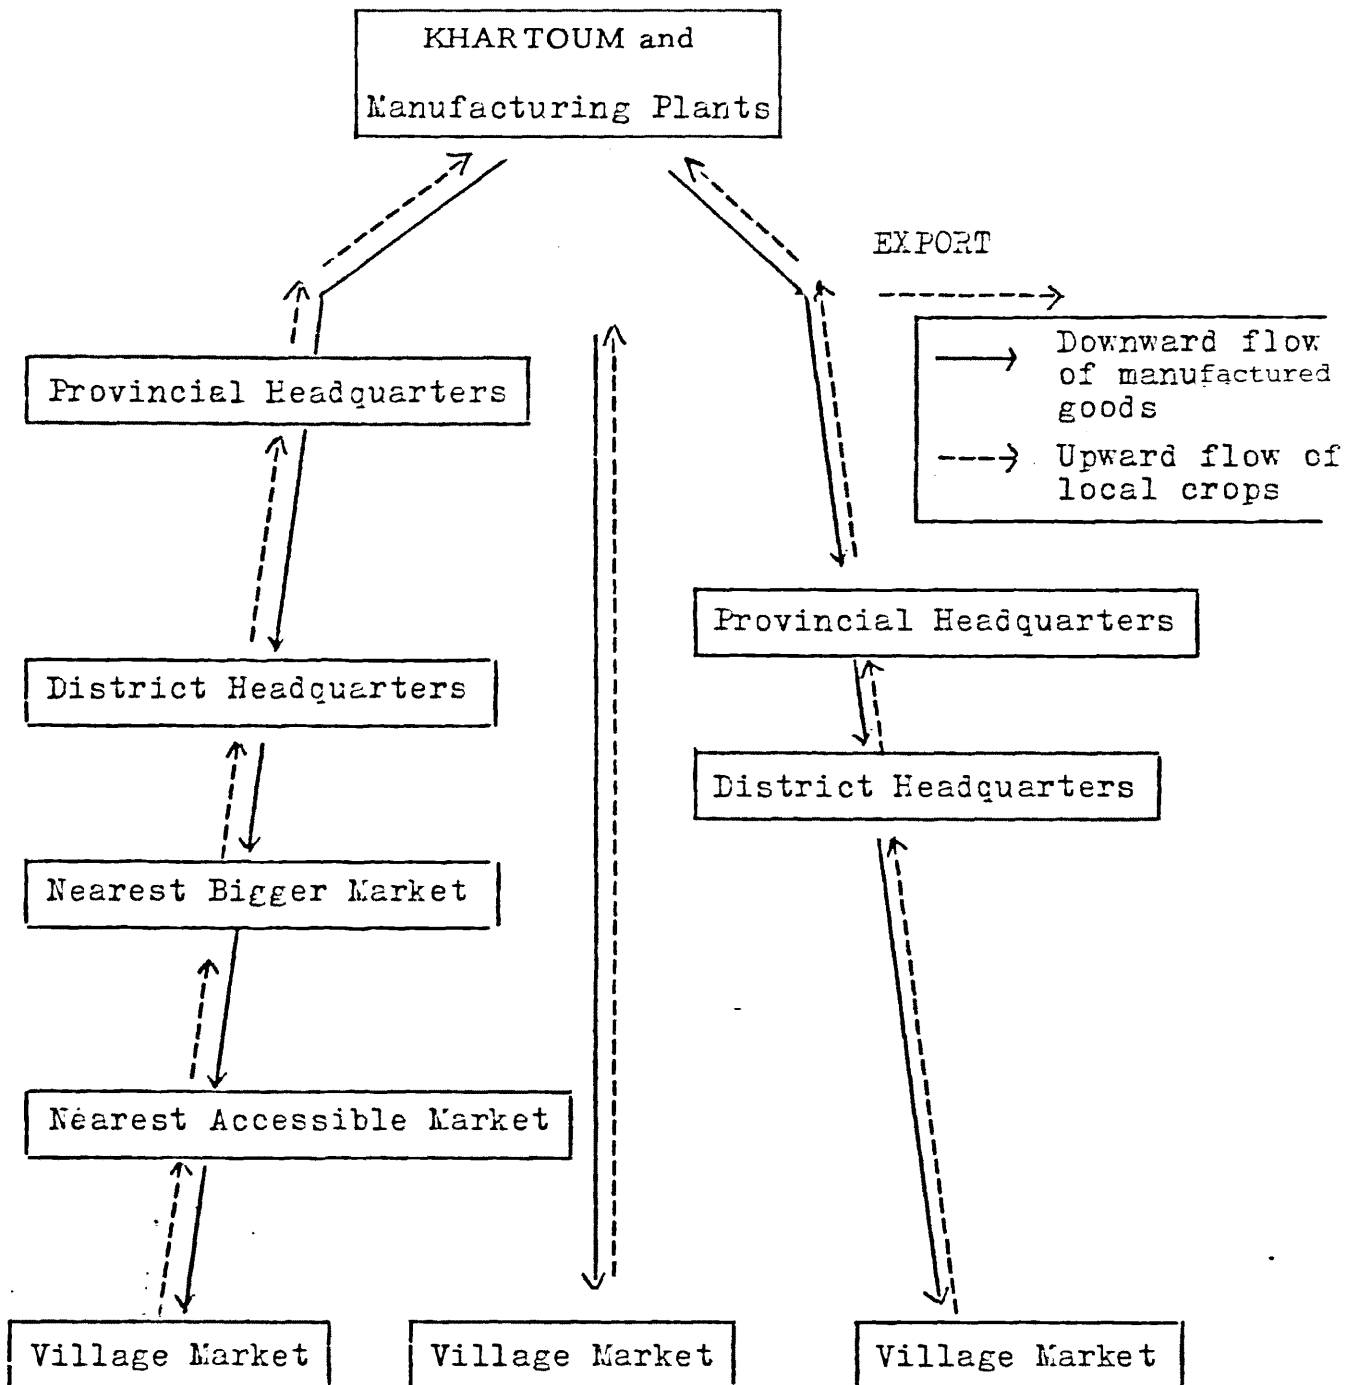 KHARTOUM and
Manufacturing Plants
EXPORT
Downward flow
of manufactured
goods
Upward flow of
local crops
Provincial Headquarters
Provincial Headquarters
District Headquarters
District Headquarters
Nearest Bigger Market
Nearest Accessible Market
Village Market
Village Market
Village Market